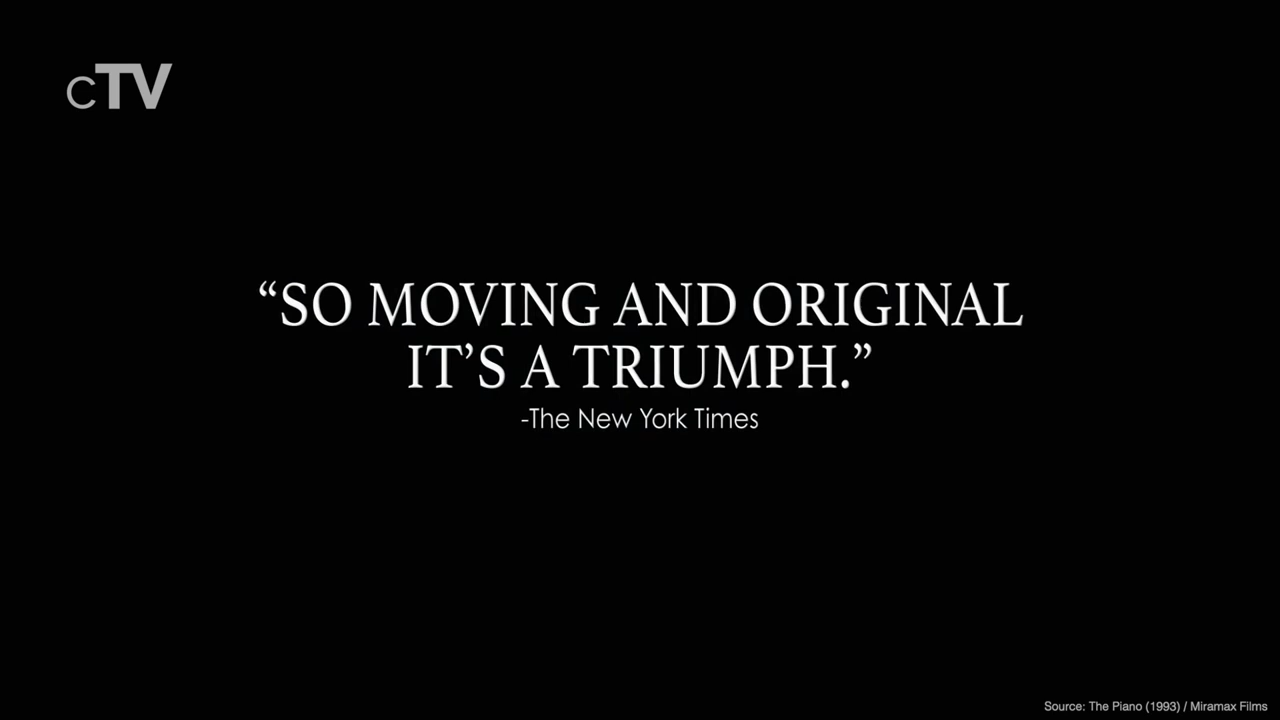 cTV
“SO MOVING AND ORIGINAL
IT’S A TRIUMPH.”
-The New York Times
Source: The Piano (1993) / Miramax Films